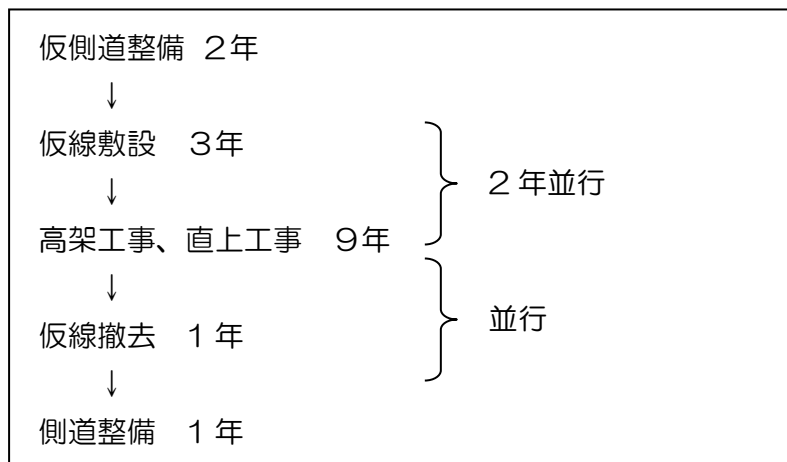 仮側道整備 2年
↓
仮線敷設 3年
↓
2年並行
高架工事、直上工事 9年
↓
並行
仮線撤去 1年
↓
側道整備 1年